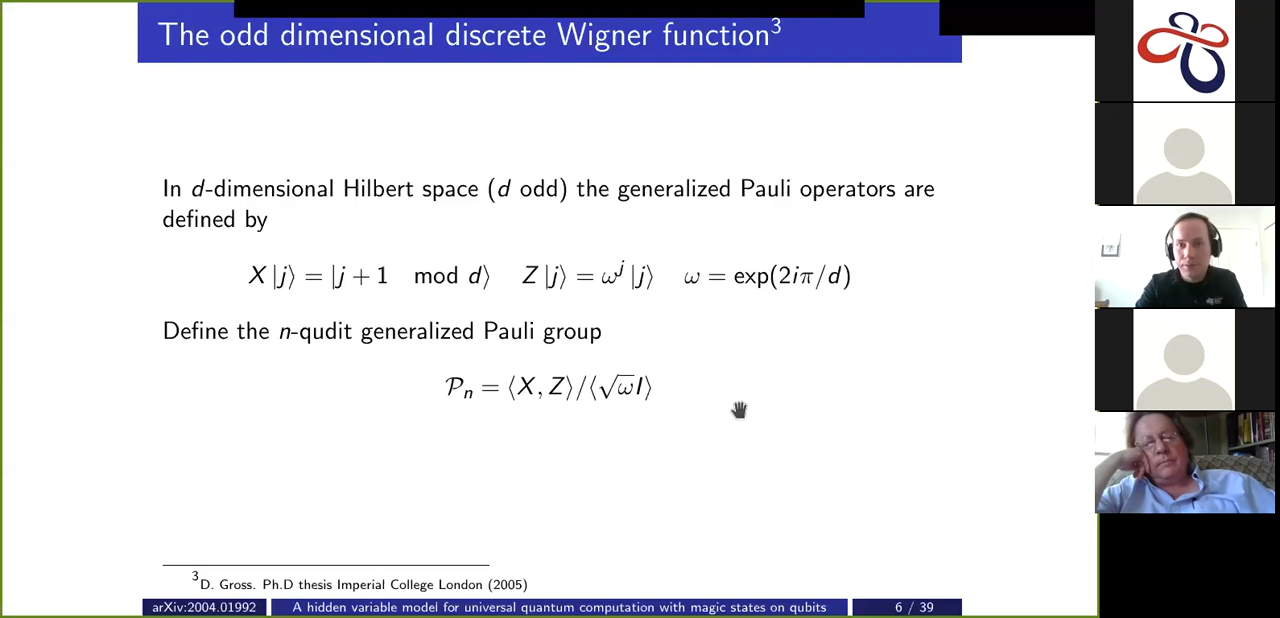 The odd dimensional discrete Wigner function³
In d-dimensional Hilbert space (d odd) the generalized Pauli operators are
defined by
X |j⟩ = |j + 1 mod d⟩ Z |j⟩ = ω^j |j⟩ ω = exp(2iπ/d)
Define the n-qudit generalized Pauli group
𝒫ₙ = ⟨X, Z⟩/⟨√ωI⟩
³D. Gross. Ph.D thesis Imperial College London (2005)
arXiv:2004.01992 A hidden variable model for universal quantum computation with magic states on qubits 6 / 39